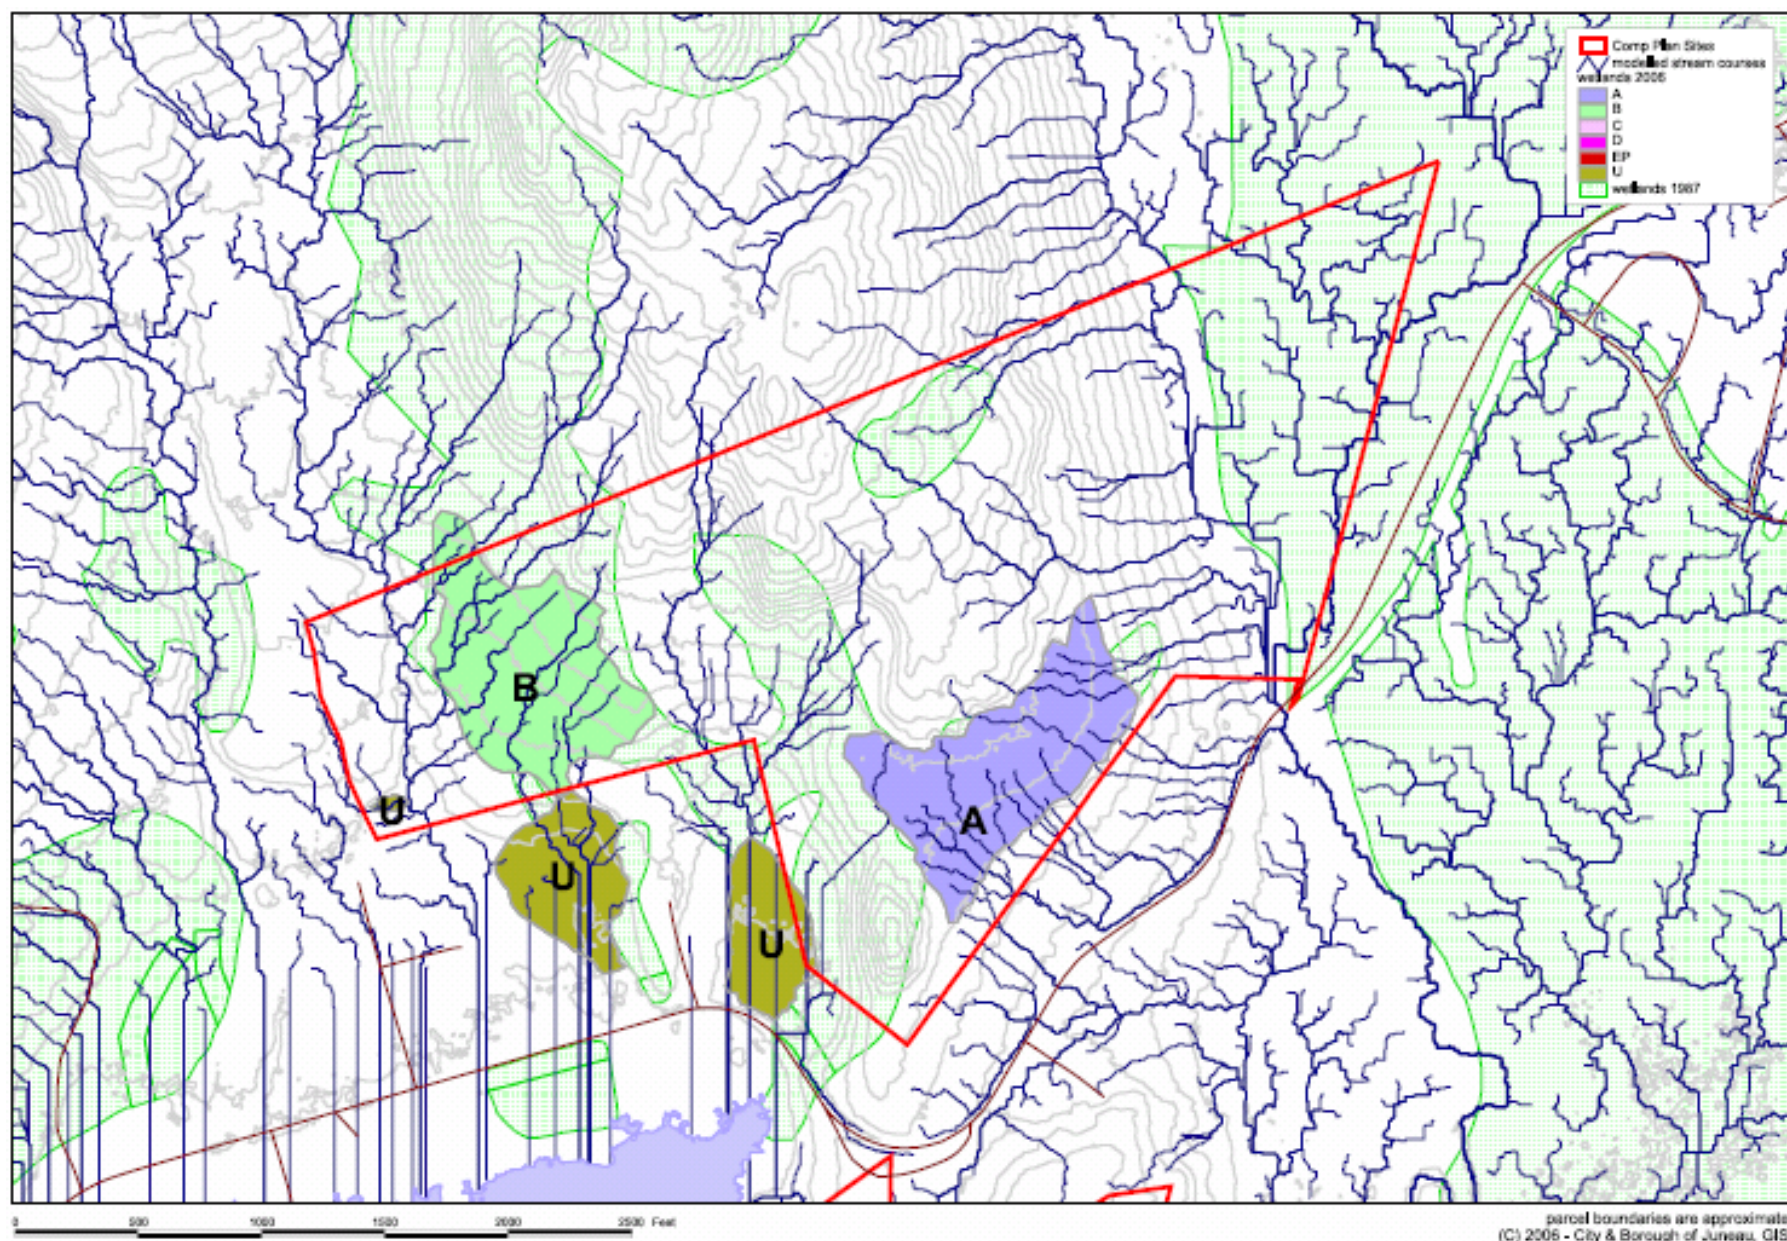 Comp Plan Sites
modelled stream courses
wetlands 2006
A
B
C
D
EP
U
wetlands 1987
B
U
A
U
U
0 500 1000 1500 2000 2500 Feet
parcel boundaries are approximate
(C) 2006 - City & Borough of Juneau, GIS